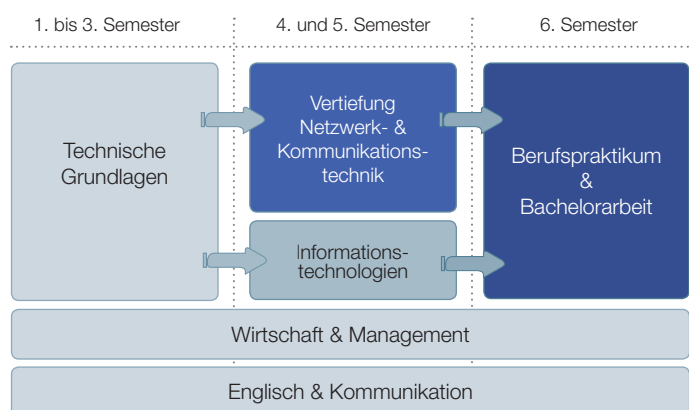 1. bis 3. Semester
4. und 5. Semester
6. Semester
Technische
Grundlagen
Vertiefung
Netzwerk- &
Kommunikations-
technik
Informations-
technologien
Berufspraktikum
&
Bachelorarbeit
Wirtschaft & Management
Englisch & Kommunikation